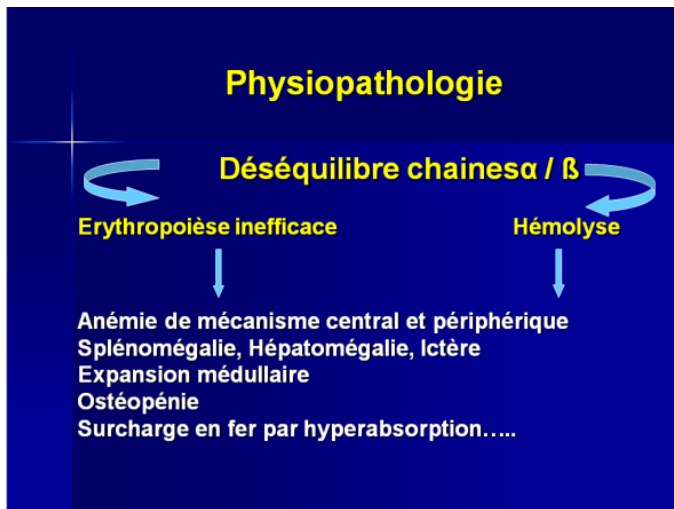 Physiopathologie
Déséquilibre chainesα / ß
Erythropoièse inefficace
Hémolyse
Anémie de mécanisme central et périphérique
Splénomégalie, Hépatomégalie, Ictère
Expansion médullaire
Ostéopénie
Surcharge en fer par hyperabsorption…..